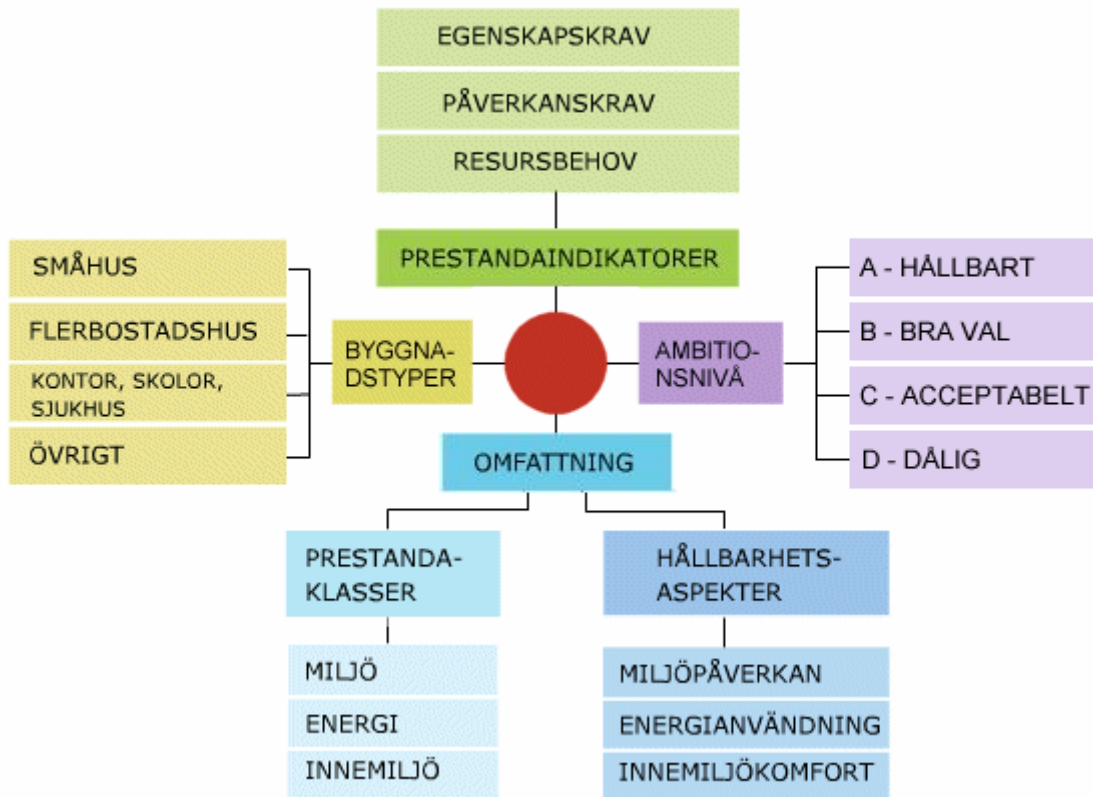 EGENSKAPSKRAV
PÅVERKANSKRAV
RESURSBEHOV
PRESTANDAINDIKATORER
SMÅHUS
FLERBOSTADSHUS
KONTOR, SKOLOR,
SJUKHUS
ÖVRIGT
BYGGNA-
DSTYPER
AMBITIO-
NSNIVÅ
A - HÅLLBART
B - BRA VAL
C - ACCEPTABELT
D - DÅLIG
OMFATTNING
PRESTANDA-
KLASSER
MILJÖ
ENERGI
INNEMILJÖ
HÅLLBARHETS-
ASPEKTER
MILJÖPÅVERKAN
ENERGIANVÄNDNING
INNEMILJÖKOMFORT